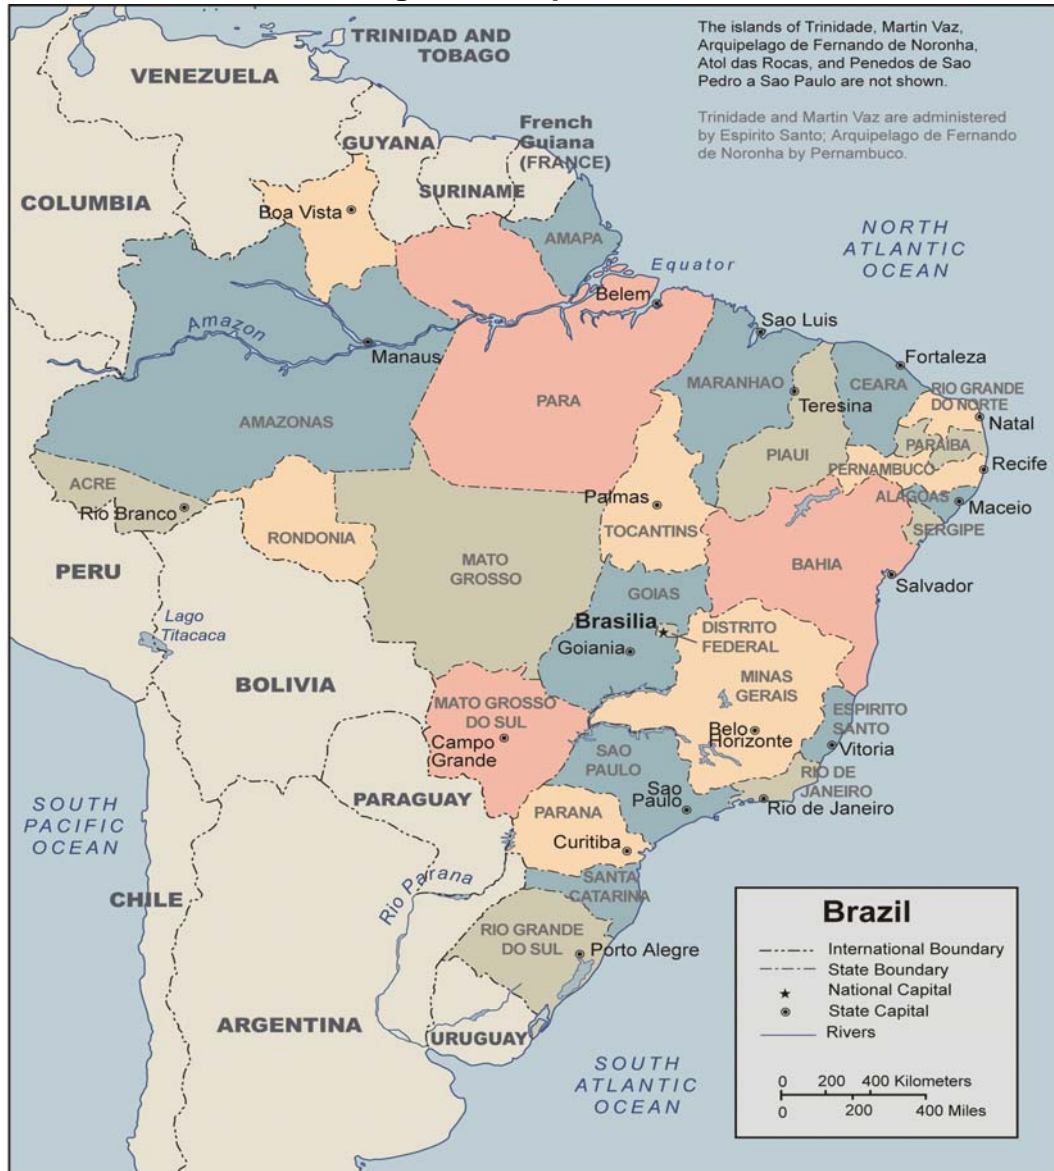 TRINIDAD AND
TOBAGO
The islands of Trinidade, Martin Vaz,
Arquipelago de Fernando de Noronha,
Atol das Rocas, and Penedos de Sao
Pedro a Sao Paulo are not shown.
Trinidade and Martin Vaz are administered
by Espirito Santo; Arquipelago de Fernando
de Noronha by Pernambuco.
VENEZUELA
GUYANA
French
Guiana
(FRANCE)
SURINAME
COLUMBIA
Boa Vista
AMAPA
NORTH
ATLANTIC
OCEAN
Equator
Belem
Amazon
Manaus
Sao Luis
Fortaleza
MARANHAO
CEARA
RIO GRANDE
DO NORTE
Teresina
Natal
PARA
AMAZONAS
PARAIBA
PIAUI
PERNAMBUCO
Recife
ACRE
Rio Branco
Palmas
ALAGOAS
Maceio
RONDONIA
TOCANTINS
SERGIPE
MATO
GROSSO
BAHIA
PERU
Salvador
GOIAS
Lago
Titacaca
Brasilia
DISTRITO
FEDERAL
Goiania
BOLIVIA
MINAS
GERAIS
MATO GROSSO
DO SUL
ESPIRITO
SANTO
Campo
Grande
Belo
Horizonte
Vitoria
SAO
PAULO
RIO DE
JANEIRO
Sao
Paulo
Rio de Janeiro
PARAGUAY
SOUTH
PACIFIC
OCEAN
PARANA
Curitiba
Rio Parana
SANTA
CATARINA
CHILE
RIO GRANDE
DO SUL
Porto Alegre
ARGENTINA
URUGUAY
SOUTH
ATLANTIC
OCEAN
Brazil
International Boundary
State Boundary
National Capital
State Capital
Rivers
0 200 400 Kilometers
0 200 400 Miles